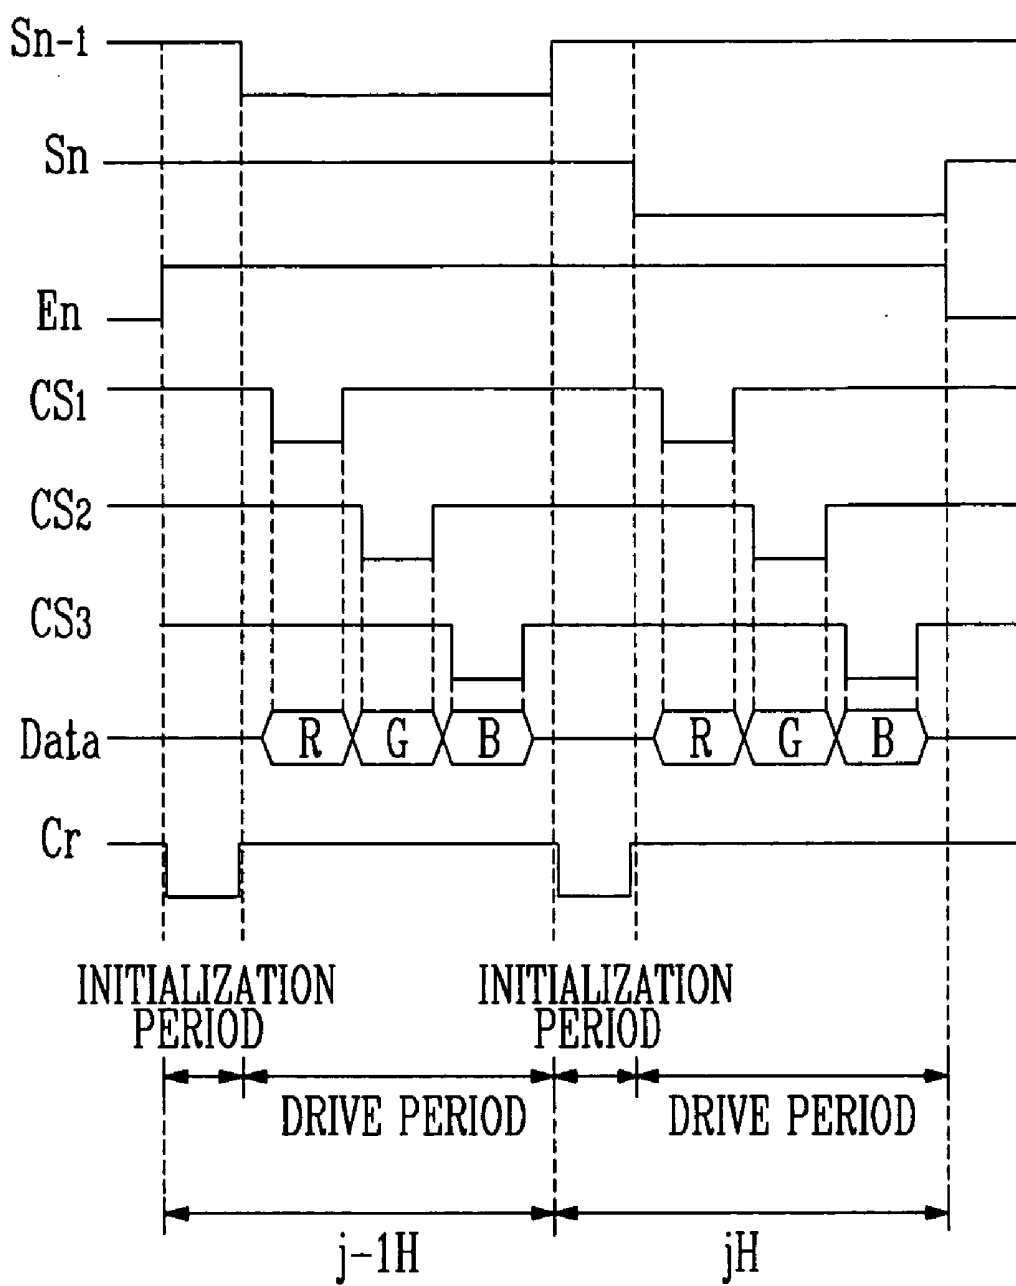 Sn-1
Sn
En
CS1
CS2
CS3
Data R G B R G B
Cr
INITIALIZATION PERIOD
INITIALIZATION PERIOD
DRIVE PERIOD DRIVE PERIOD
j-1H jH